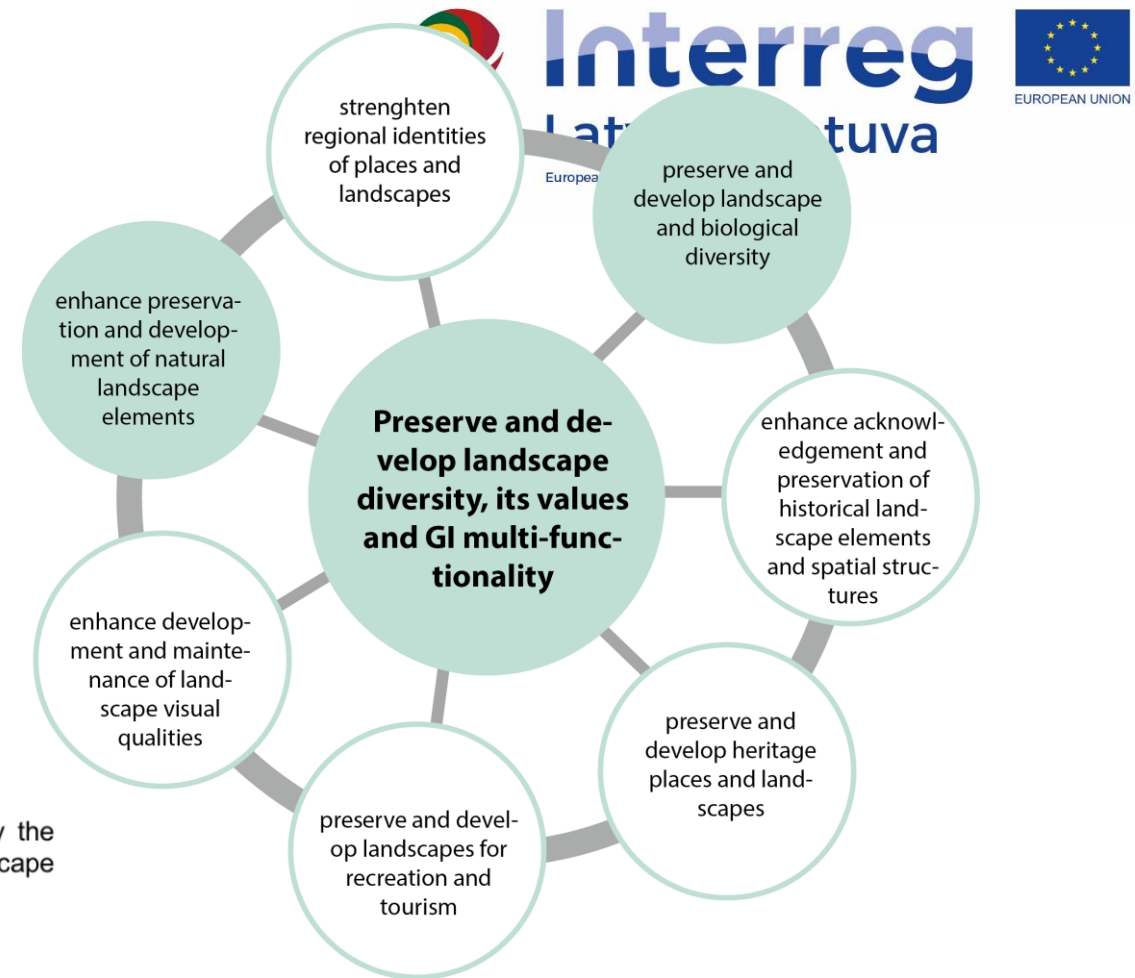 Interreg
EUROPEAN UNION
tuva
Europea
strenghten
regional identities
of places and
landscapes
preserve and
develop landscape
and biological
diversity
enhance preserva-
tion and develop-
ment of natural
landscape
elements
Preserve and de-
velop landscape
diversity, its values
and GI multi-func-
tionality
enhance acknowl-
edgement and
preservation of
historical land-
scape elements
and spatial struc-
tures
enhance develop-
ment and mainte-
nance of land-
scape visual
qualities
preserve and
develop heritage
places and land-
scapes
preserve and devel-
op landscapes for
recreation and
tourism
the
cape